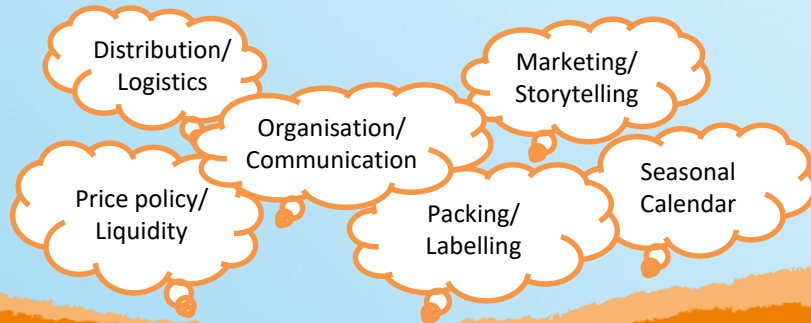 Distribution/
Logistics
Marketing/
Storytelling
Organisation/
Communication
Seasonal
Calendar
Price policy/
Liquidity
Packing/
Labelling